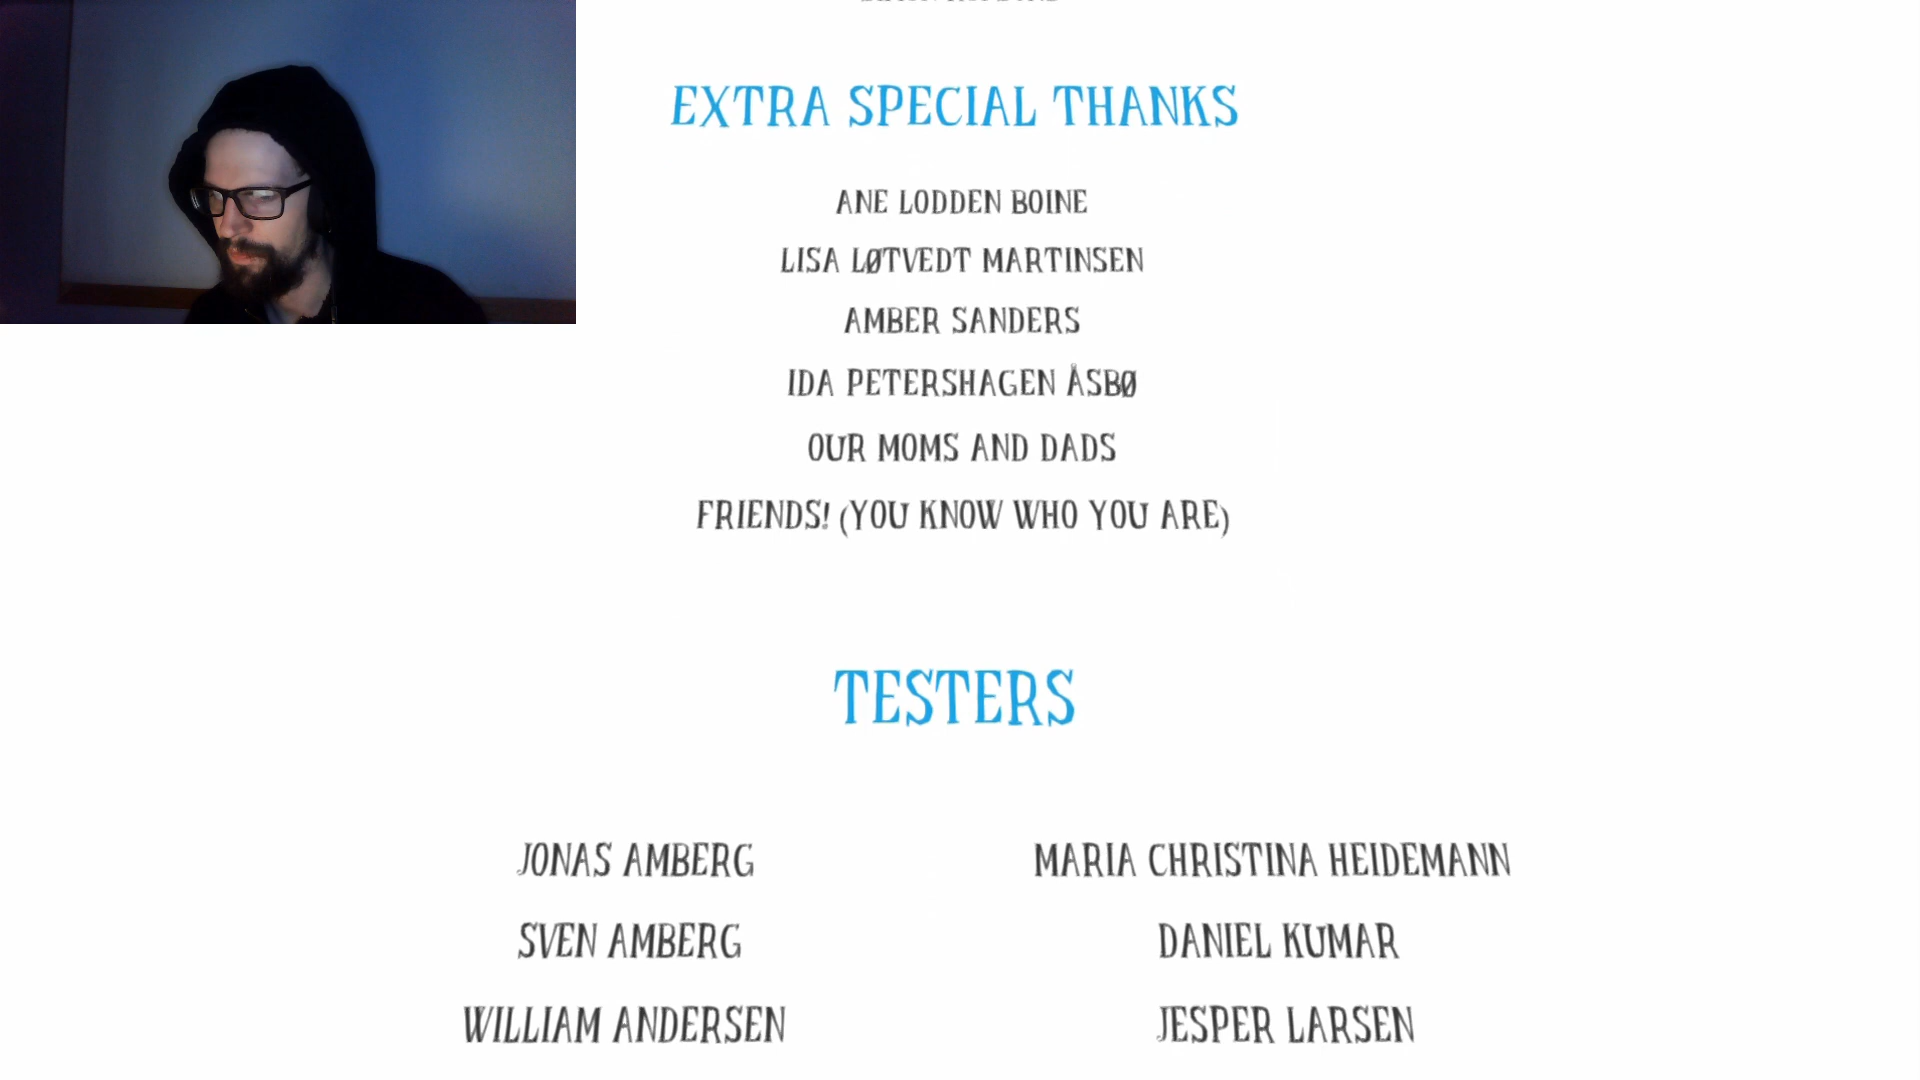 EXTRA SPECIAL THANKS
ANE LODDEN BOINE
LISA LØTVEDT MARTINSEN
AMBER SANDERS
IDA PETERSHAGEN ÅSBØ
OUR MOMS AND DADS
FRIENDS! (YOU KNOW WHO YOU ARE)
TESTERS
JONAS AMBERG
MARIA CHRISTINA HEIDEMANN
SVEN AMBERG
DANIEL KUMAR
WILLIAM ANDERSEN
JESPER LARSEN